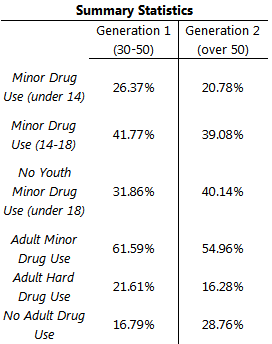 Summary Statistics
Generation 1 Generation 2
(30-50) (over 50)
Minor Drug
Use (under 14) 26.37% 20.78%
Minor Drug
Use (14-18) 41.77% 39.08%
No Youth
Minor Drug 31.86% 40.14%
Use (under 18)
Adult Minor
Drug Use 61.59% 54.96%
Adult Hard
Drug Use 21.61% 16.28%
No Adult Drug
Use 16.79% 28.76%